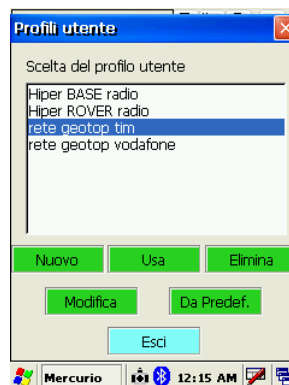 Profili utente
Scelta del profilo utente
Hiper BASE radio
Hiper ROVER radio
rete geotop tim
rete geotop vodafone
Nuovo Usa Elimina
Modifica Da Predef.
Esci
Mercurio 12:15 AM